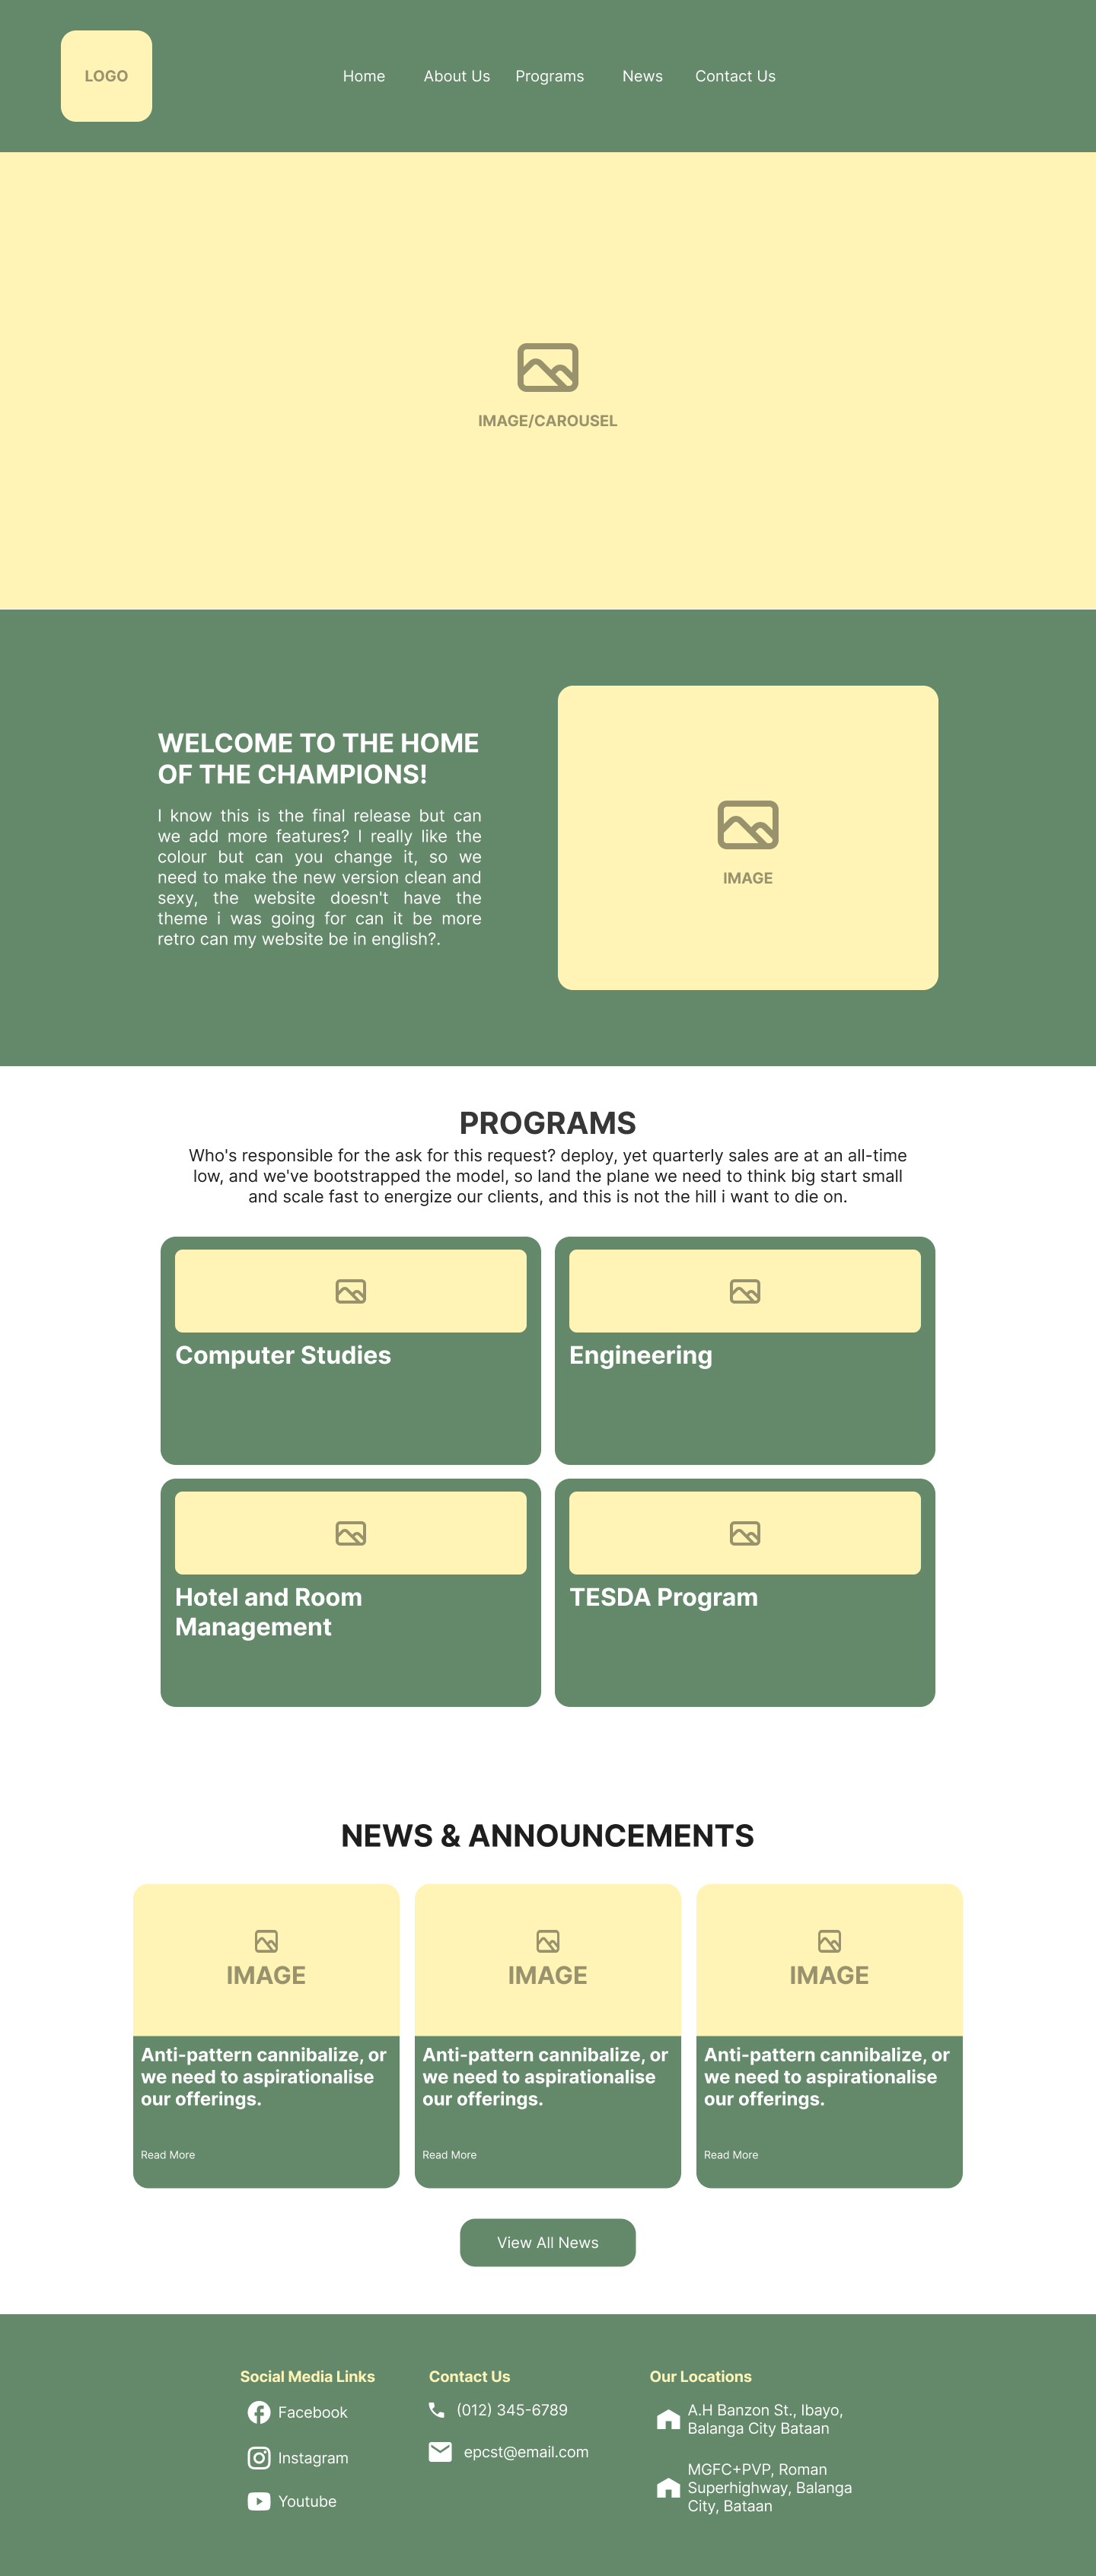 LOGO
Home
About Us
Programs
News
Contact Us
IMAGE/CAROUSEL
WELCOME TO THE HOME
OF THE CHAMPIONS!
I know this is the final release but can
we add more features? I really like the
colour but can you change it, so we
need to make the new version clean and
sexy, the website doesn't have the
theme i was going for can it be more
retro can my website be in english?.
IMAGE
PROGRAMS
Who's responsible for the ask for this request? deploy, yet quarterly sales are at an all-time
low, and we've bootstrapped the model, so land the plane we need to think big start small
and scale fast to energize our clients, and this is not the hill i want to die on.
Computer Studies
Engineering
Hotel and Room
Management
TESDA Program
NEWS & ANNOUNCEMENTS
IMAGE
Anti-pattern cannibalize, or
we need to aspirationalise
our offerings.
Read More
IMAGE
Anti-pattern cannibalize, or
we need to aspirationalise
our offerings.
Read More
IMAGE
Anti-pattern cannibalize, or
we need to aspirationalise
our offerings.
Read More
View All News
Social Media Links
Facebook
Instagram
Youtube
Contact Us
(012) 345-6789
epcst@email.com
Our Locations
A.H Banzon St., Ibayo,
Balanga City Bataan
MGFC+PVP, Roman
Superhighway, Balanga
City, Bataan